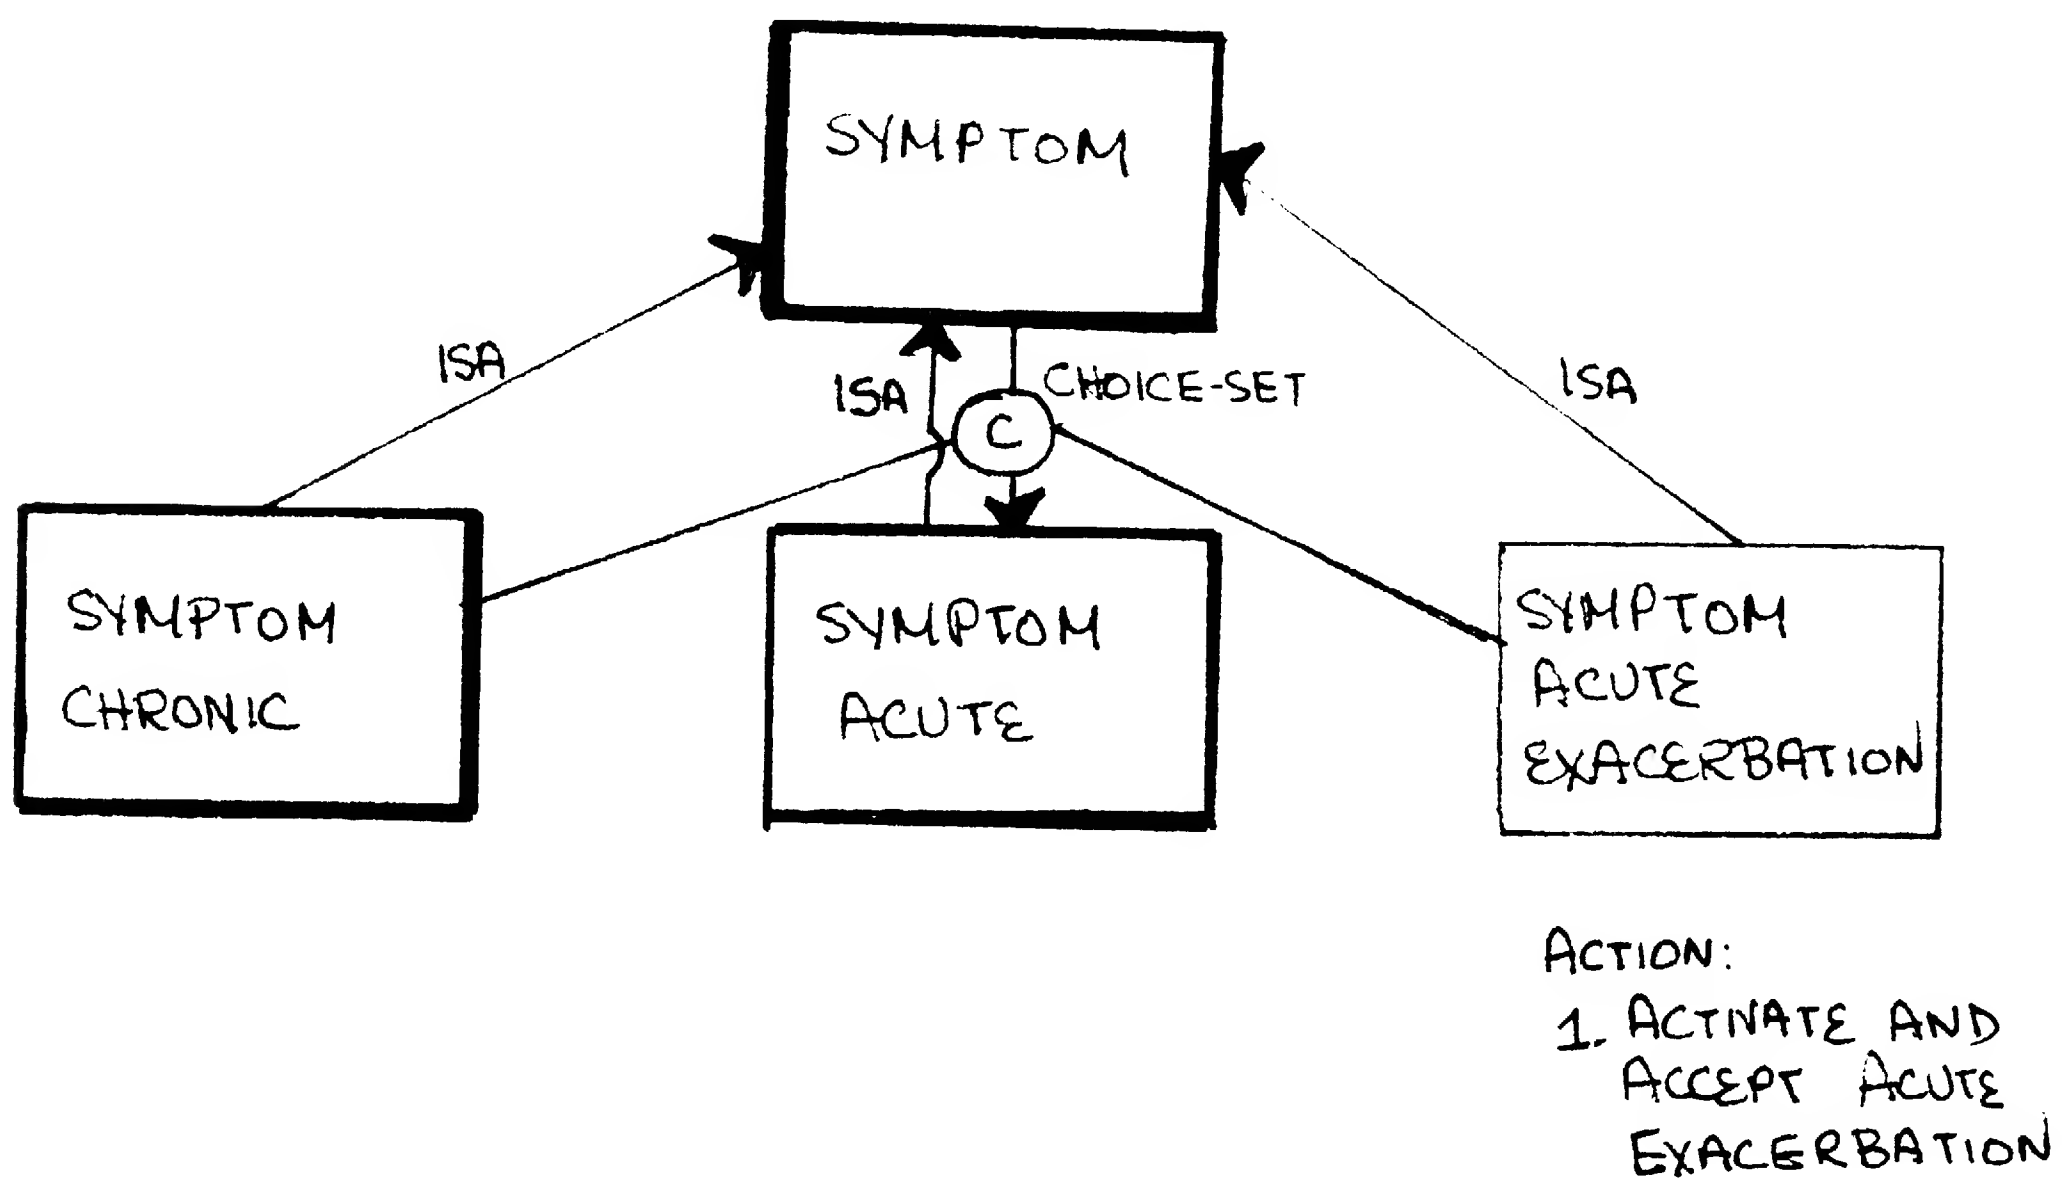 SYMPTOM
ISA
ISA
CHOICE-SET
ISA
C
SYMPTOM
CHRONIC
SYMPTOM
ACUTE
SYMPTOM
ACUTE
EXACERBATION
ACTION:
1. ACTIVATE AND
ACCEPT ACUTE
EXACERBATION